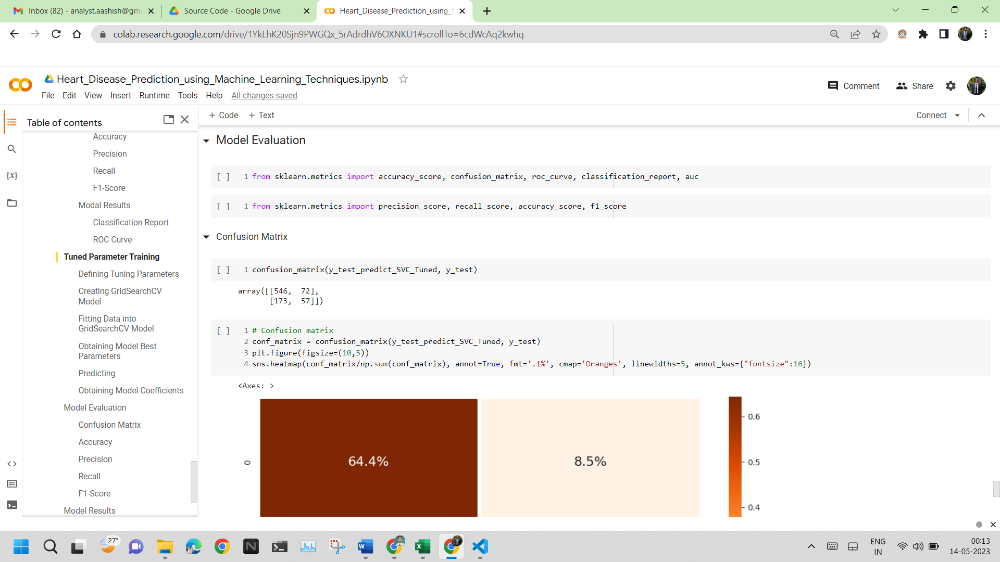 Inbox (82) - analyst.aashish@gm
Source Code - Google Drive
Heart_Disease_Prediction_using_
colab.research.google.com/drive/1YkLhK20Sjn9PWGQx_5rAdrdhV6OXNKU1#scrollTo=6cdWcAq2kwhq
Heart_Disease_Prediction_using_Machine_Learning_Techniques.ipynb
File Edit View Insert Runtime Tools Help All changes saved
Comment Share
Table of contents
Accuracy
Precision
Recall
F1-Score
Modal Results
Classification Report
ROC Curve
Tuned Parameter Training
Defining Tuning Parameters
Creating GridSearchCV
Model
Fitting Data into
GridSearchCV Model
Obtaining Model Best
Parameters
Predicting
Obtaining Model Coefficients
Model Evaluation
Confusion Matrix
Accuracy
Precision
Recall
F1-Score
Model Results
+ Code + Text
Connect
Model Evaluation
[ ] 1 from sklearn.metrics import accuracy_score, confusion_matrix, roc_curve, classification_report, auc
[ ] 1 from sklearn.metrics import precision_score, recall_score, accuracy_score, f1_score
Confusion Matrix
[ ] 1 confusion_matrix(y_test_predict_SVC_Tuned, y_test)
array([[546, 72],
[173, 57]])
[ ] 1 # Confusion matrix
2 conf_matrix = confusion_matrix(y_test_predict_SVC_Tuned, y_test)
3 plt.figure(figsize=(10,5))
4 sns.heatmap(conf_matrix/np.sum(conf_matrix), annot=True, fmt='.1%', cmap='Oranges', linewidths=5, annot_kws={"fontsize":16})
<Axes: >
0
64.4%
8.5%
0.6
0.5
0.4
27°
ENG
IN
00:13
14-05-2023